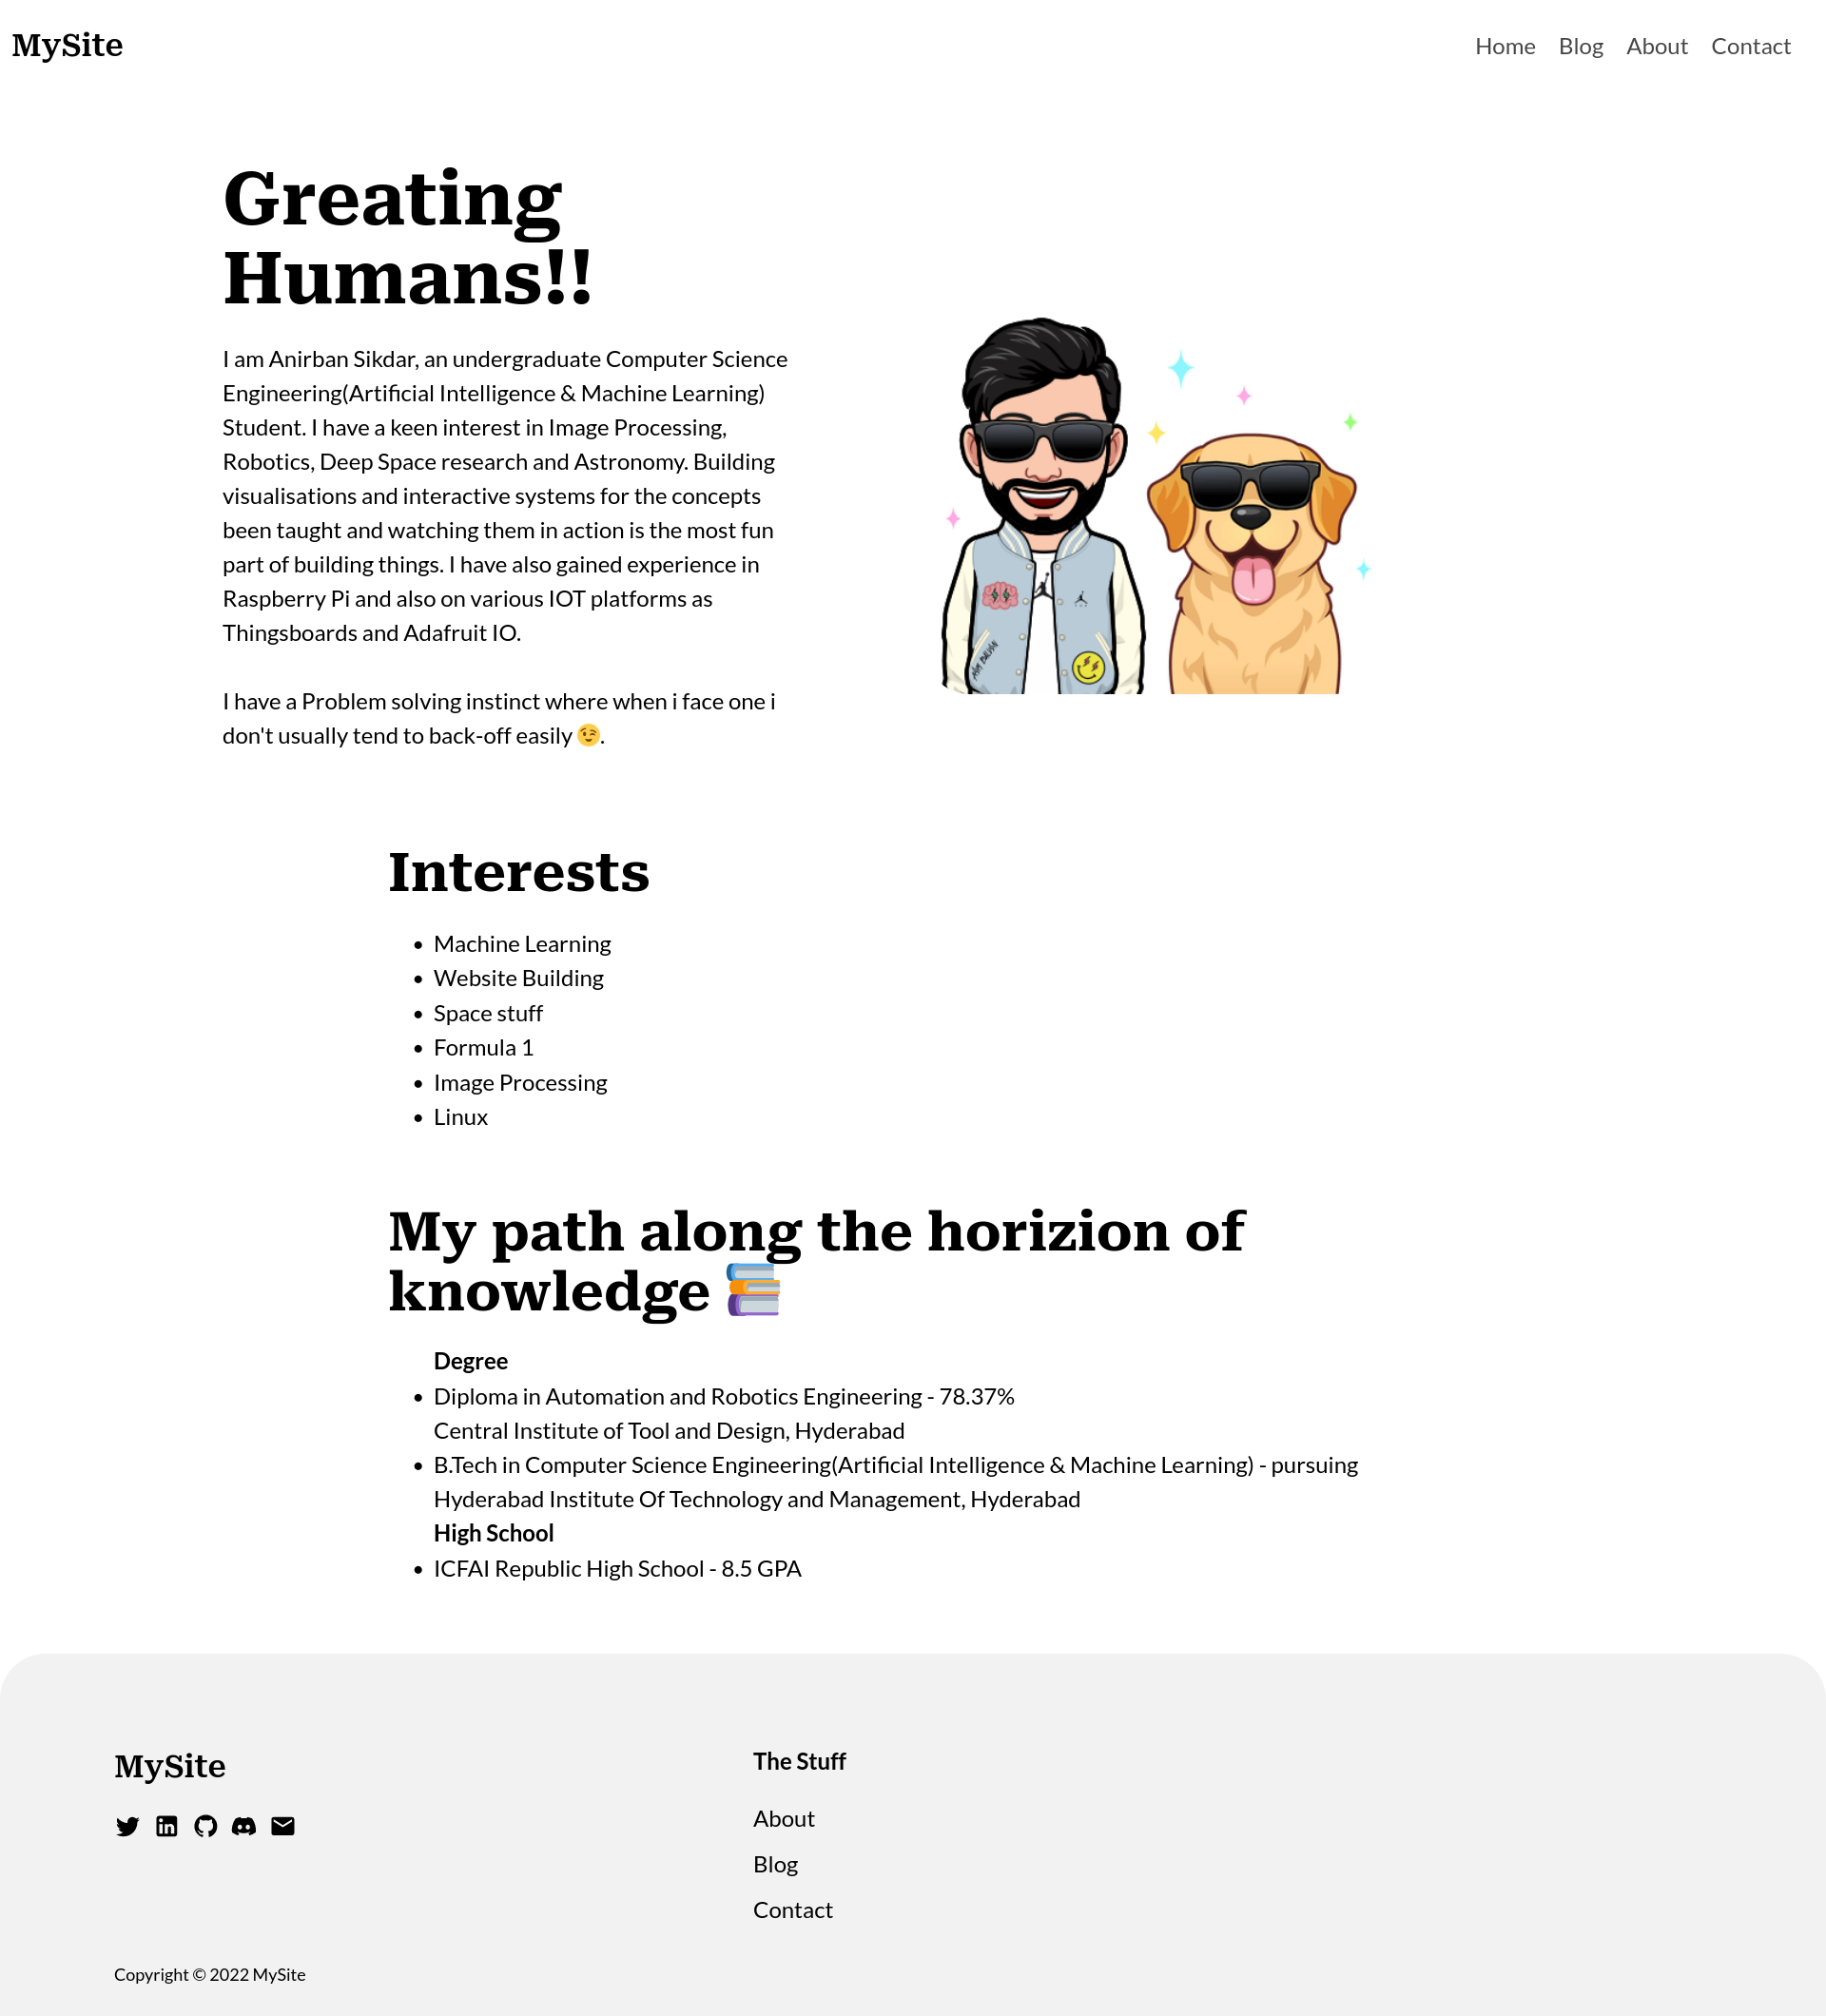 MySite
Home Blog About Contact
Greating
Humans!!
I am Anirban Sikdar, an undergraduate Computer Science
Engineering(Artificial Intelligence & Machine Learning)
Student. I have a keen interest in Image Processing,
Robotics, Deep Space research and Astronomy. Building
visualisations and interactive systems for the concepts
been taught and watching them in action is the most fun
part of building things. I have also gained experience in
Raspberry Pi and also on various IOT platforms as
Thingsboards and Adafruit IO.
I have a Problem solving instinct where when i face one i
don't usually tend to back-off easily 😉.
Interests
• Machine Learning
• Website Building
• Space stuff
• Formula 1
• Image Processing
• Linux
My path along the horizion of
knowledge 📚
Degree
• Diploma in Automation and Robotics Engineering - 78.37%
Central Institute of Tool and Design, Hyderabad
• B.Tech in Computer Science Engineering(Artificial Intelligence & Machine Learning) - pursuing
Hyderabad Institute Of Technology and Management, Hyderabad
High School
• ICFAI Republic High School - 8.5 GPA
MySite
The Stuff
About
Blog
Contact
Copyright © 2022 MySite